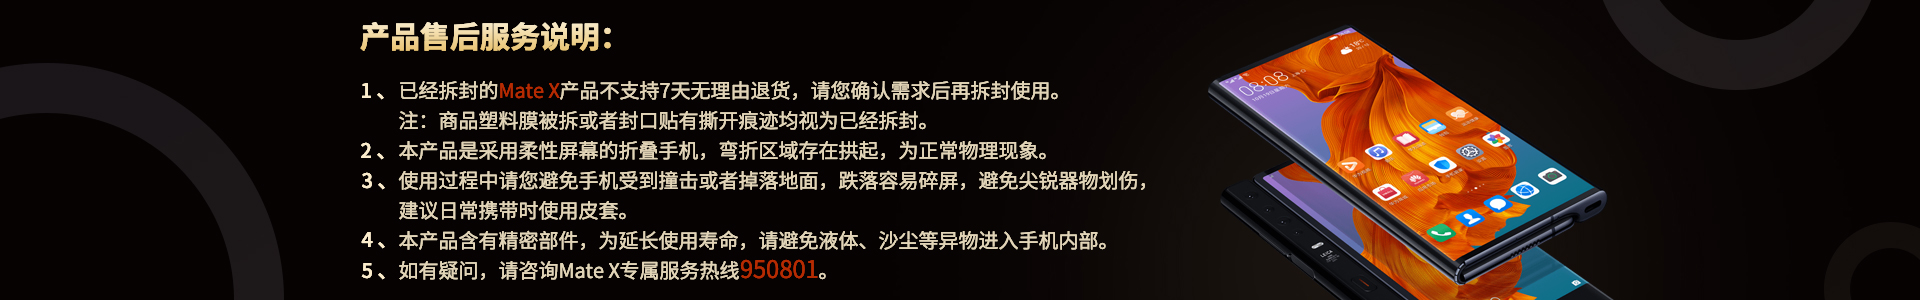 产品售后服务说明：
1、已经拆封的Mate X产品不支持7天无理由退货，请您确认需求后再拆封使用。
注：商品塑料膜被拆或者封口贴有撕开痕迹均视为已经拆封。
2、本产品是采用柔性屏幕的折叠手机，弯折区域存在拱起，为正常物理现象。
3、使用过程中请您避免手机受到撞击或者掉落地面，跌落容易碎屏，避免尖锐器物划伤，
建议日常携带时使用皮套。
4、本产品含有精密部件，为延长使用寿命，请避免液体、沙尘等异物进入手机内部。
5、如有疑问，请咨询Mate X专属服务热线950801。
08:08